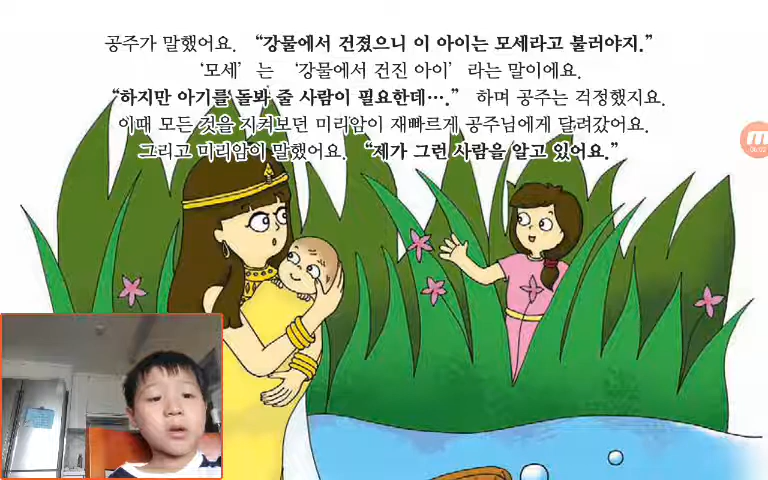 공주가 말했어요. “강물에서 건졌으니 이 아이는 모세라고 불러야지.”
‘모세’ 는 ‘강물에서 건진 아이’ 라는 말이에요.
“하지만 아기를 돌봐 줄 사람이 필요한데….” 하며 공주는 걱정했지요.
이때 모든 것을 지켜보던 미리암이 재빠르게 공주님에게 달려갔어요.
그리고 미리암이 말했어요. “제가 그런 사람을 알고 있어요.”